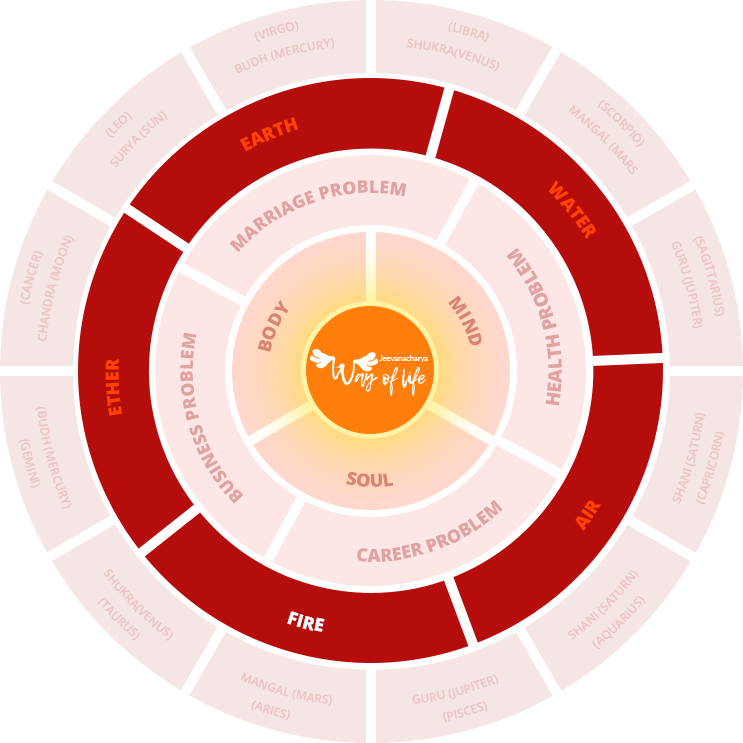 (VIRGO)
BUDH (MERCURY)
(LIBRA)
SHUKRA(VENUS)
(SCORPIO)
MANGAL (MARS
(SAGITTARIUS)
GURU (JUPITER)
SHANI (SATURN)
(CAPRICORN)
SHANI (SATURN)
(AQUARIUS)
GURU (JUPITER)
(PISCES)
MANGAL (MARS)
(ARIES)
SHUKRA(VENUS)
(TAURUS)
(BUDH (MERCURY)
(GEMINI)
(CANCER)
CHANDRA (MOON)
(LEO)
SURYA (SUN)
EARTH
WATER
AIR
FIRE
ETHER
MARRIAGE PROBLEM
HEALTH PROBLEM
CAREER PROBLEM
BUSINESS PROBLEM
BODY
MIND
SOUL
Jeevanacharya
Way of life